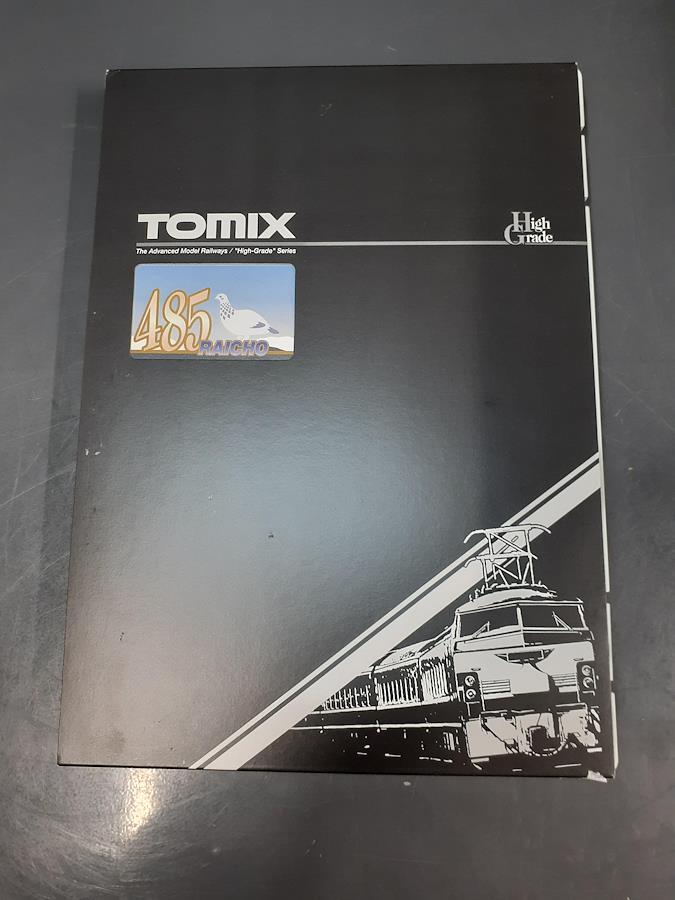 TOMIX
High
Grade
The Advanced Model Railways / "High-Grade" Series
485
RAICHO